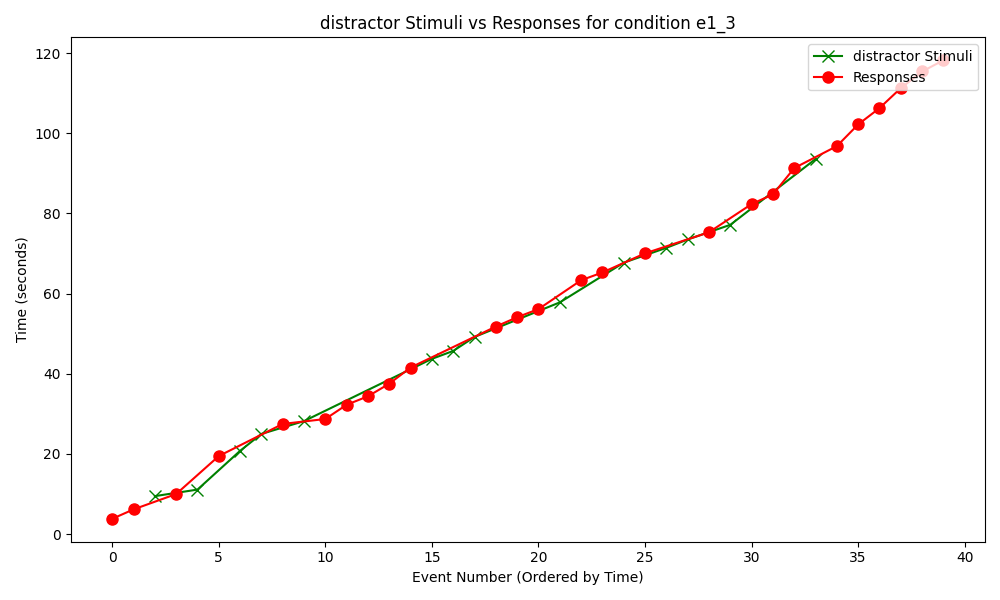 distractor Stimuli vs Responses for condition e1_3
distractor Stimuli
Responses
Time (seconds)
120
100
80
60
40
20
0
0 5 10 15 20 25 30 35 40
Event Number (Ordered by Time)